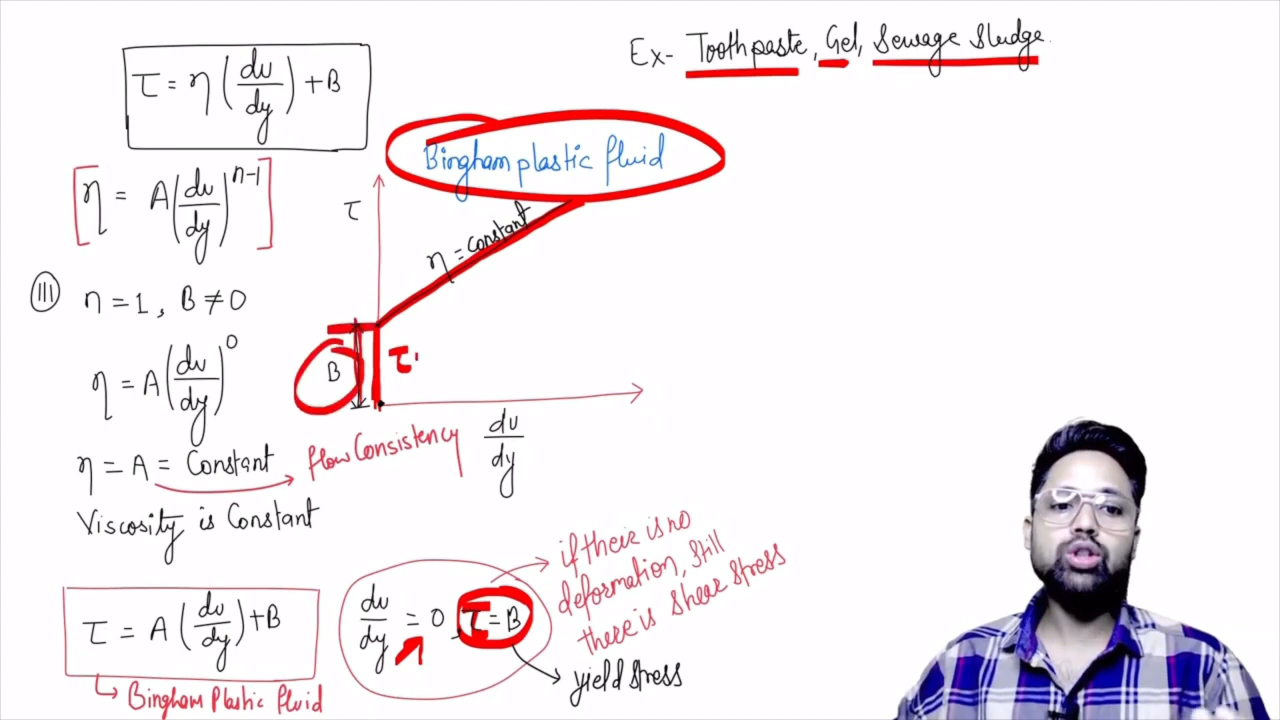 Ex- Toothpaste, Gel, Sewage Sludge.
τ = η (du/dy) + B
Bingham plastic fluid
[η = A(du/dy)^n-1]
τ
η = constant
III
n = 1, B ≠ 0
B
τ
η = A(du/dy)^0
du/dy
η = A = Constant
flow Consistency
Viscosity is Constant
if there is no
deformation, still
there is shear stress
τ = A(du/dy) + B
du/dy = 0, τ = B
yield stress
Bingham Plastic fluid